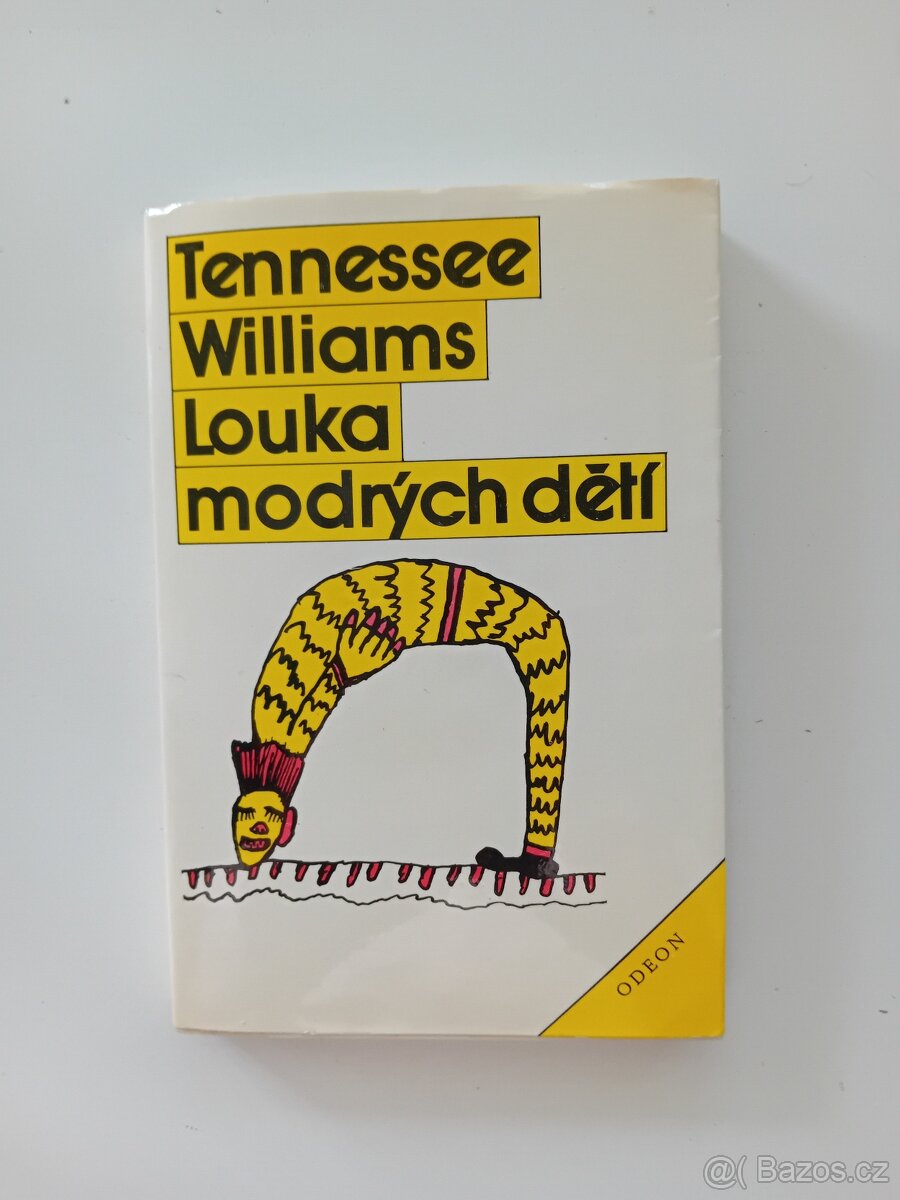 Tennessee
Williams
Louka
modrých dětí
ODEON
@( Bazos.cz